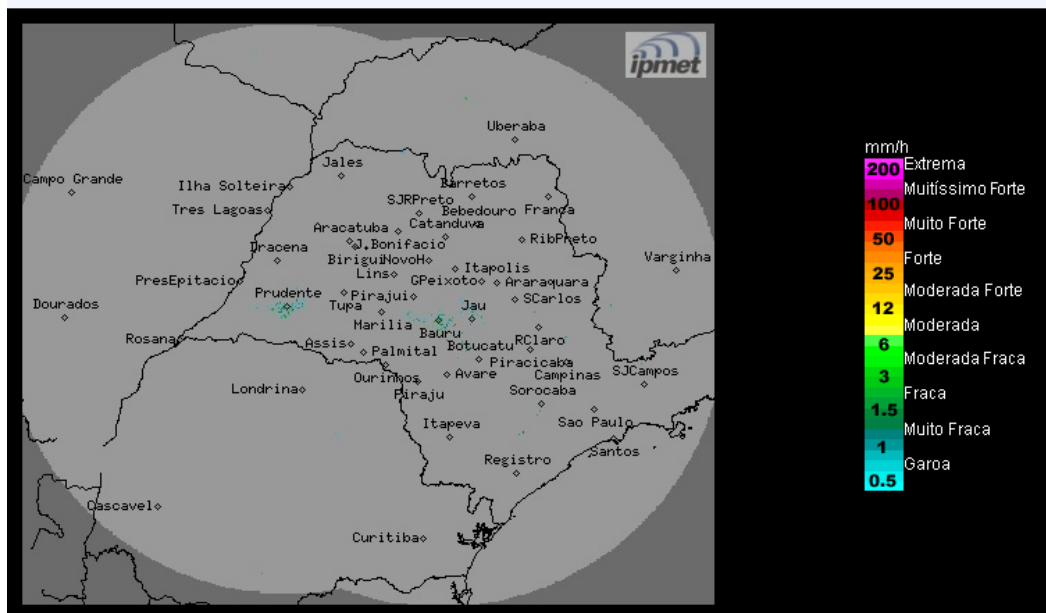 ipmet
Uberaba
Jales
Campo Grande
Ilha Solteira
Barretos
SJRPreto
Tres Lagoas
Bebedouro
Franca
Aracatuba
Catanduva
J.Bonifacio
RibPreto
Dracena
Birigui
NovoH
Itapolis
Varginha
Lins
PresEpitacio
GPeixoto
Araraquara
Prudente
Tupa
Pirajui
Jau
SCarlos
Dourados
Marilia
Bauru
Rosana
Assis
Botucatu
RClaro
Palmital
Piracicaba
Ourinhos
Avare
Campinas
SJCampos
Londrina
Piraju
Sorocaba
Itapeva
Sao Paulo
Santos
Registro
Cascavel
Curitiba
mm/h
200 Extrema
Muitíssimo Forte
100
Muito Forte
50
Forte
25
Moderada Forte
12
Moderada
6
Moderada Fraca
3
Fraca
1.5
Muito Fraca
1
Garoa
0.5